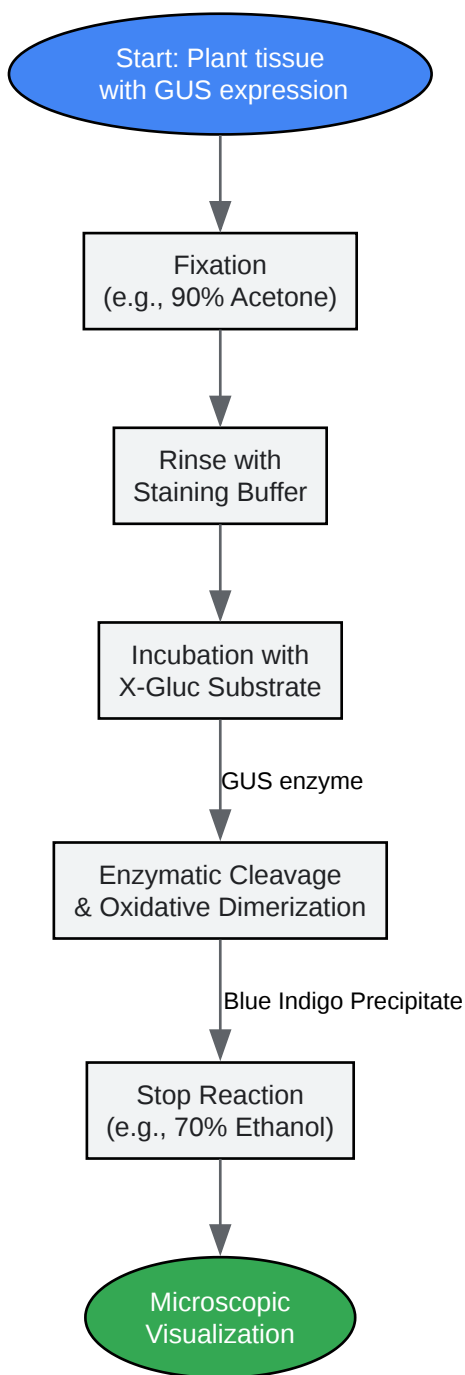 Start: Plant tissue
with GUS expression
Fixation
(e.g., 90% Acetone)
Rinse with
Staining Buffer
Incubation with
X-Gluc Substrate
GUS enzyme
Enzymatic Cleavage
& Oxidative Dimerization
Blue Indigo Precipitate
Stop Reaction
(e.g., 70% Ethanol)
Microscopic
Visualization